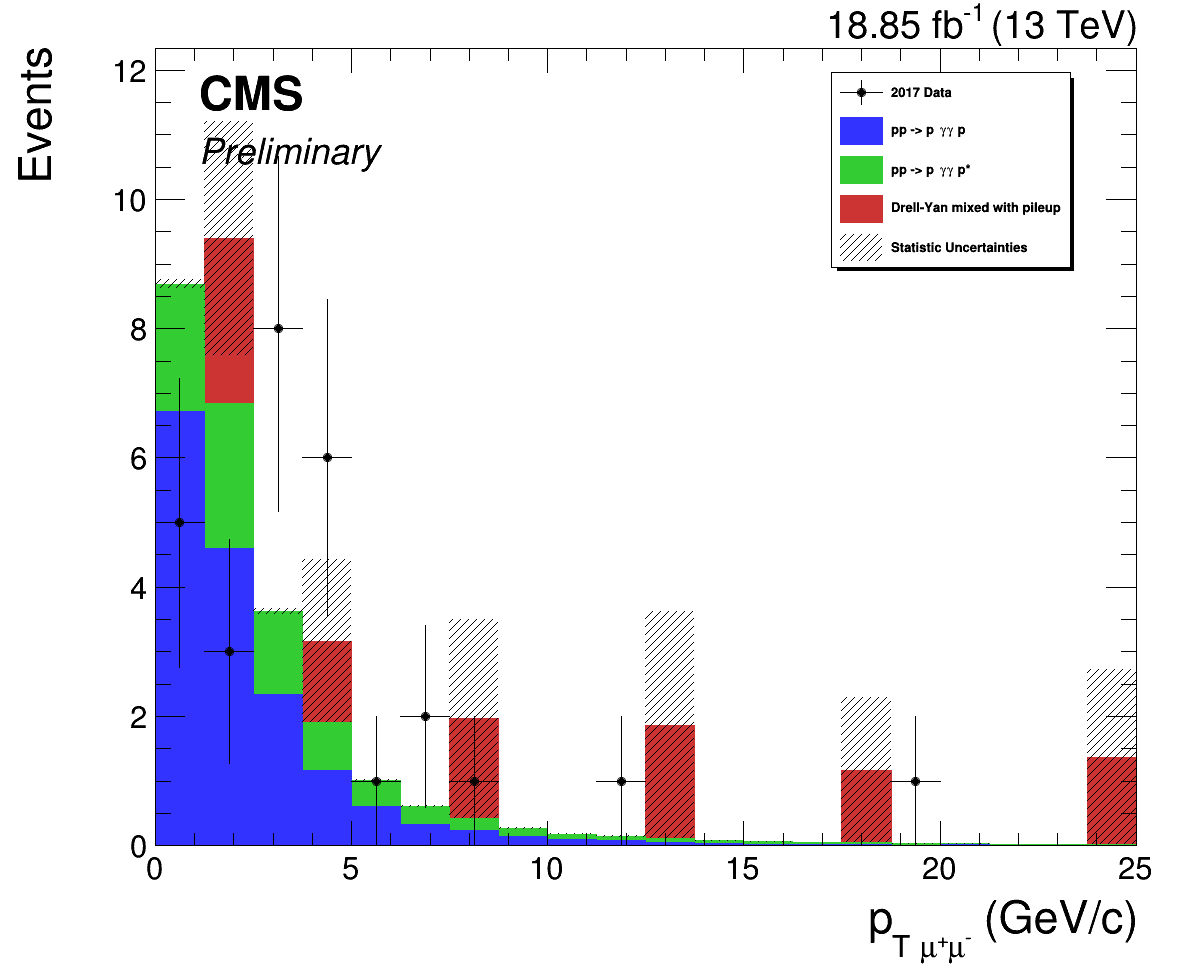 18.85 fb⁻¹ (13 TeV)
Events
CMS
Preliminary
2017 Data
pp -> p γγ p
pp -> p γγ p*
Drell-Yan mixed with pileup
Statistic Uncertainties
12
10
8
6
4
2
0
0 5 10 15 20 25
p_T μ⁺μ⁻ (GeV/c)